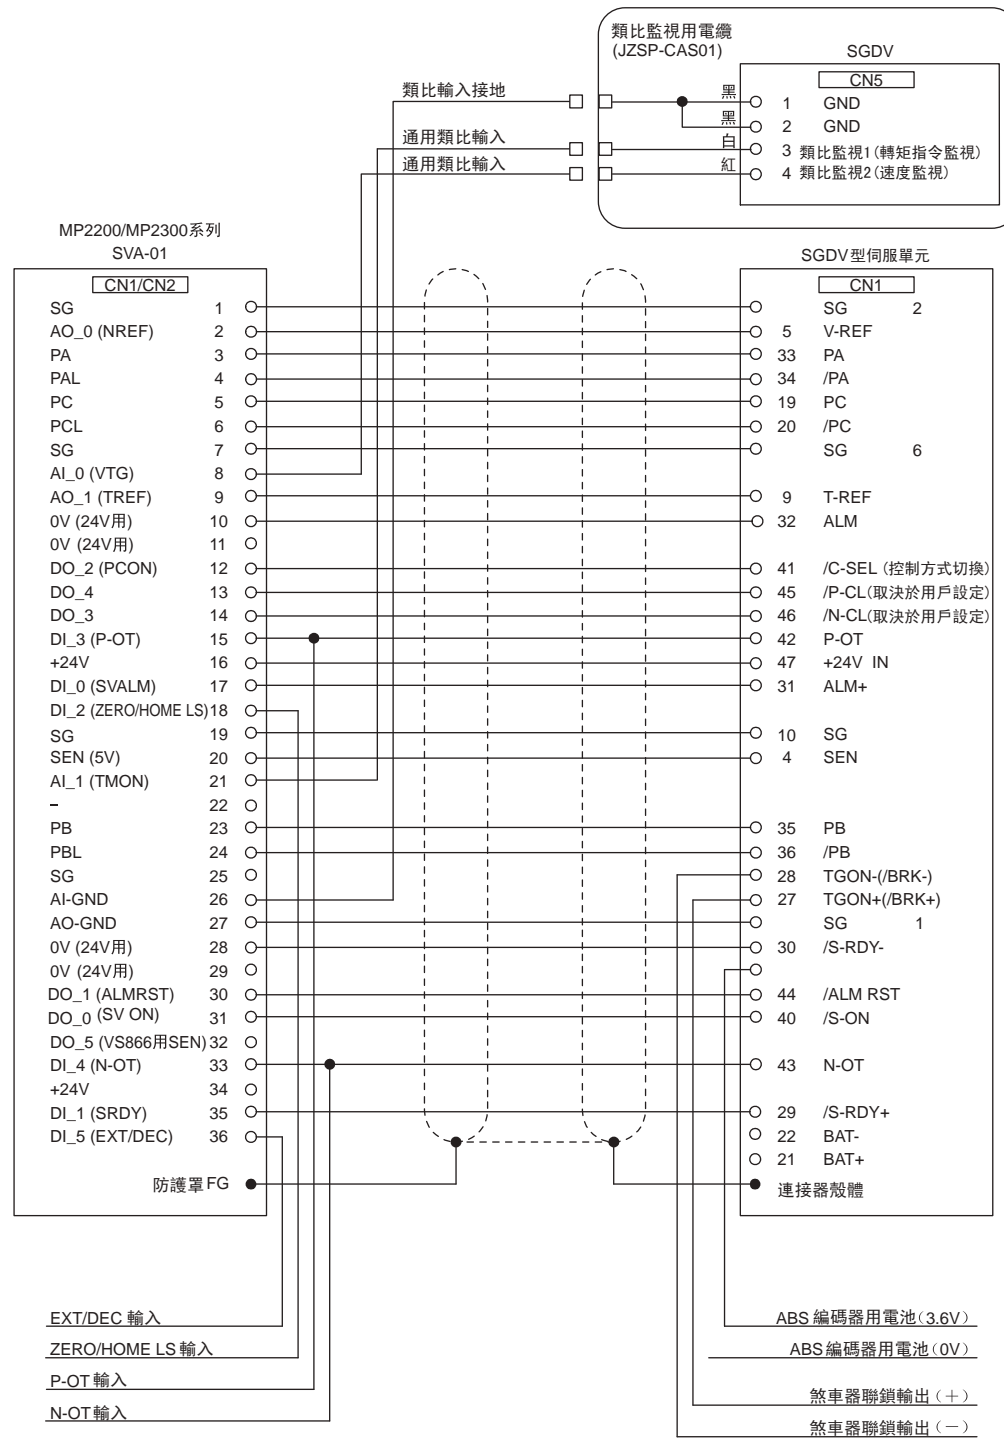 類比監視用電纜
(JZSP-CAS01)
SGDV
CN5
類比輸入接地
黑 1 GND
黑 2 GND
通用類比輸入
白 3 類比監視1(轉矩指令監視)
通用類比輸入
紅 4 類比監視2(速度監視)
MP2200/MP2300系列
SVA-01
CN1/CN2
SG 1
AO_0 (NREF) 2
PA 3
PAL 4
PC 5
PCL 6
SG 7
AI_0 (VTG) 8
AO_1 (TREF) 9
0V (24V用) 10
0V (24V用) 11
DO_2 (PCON) 12
DO_4 13
DO_3 14
DI_3 (P-OT) 15
+24V 16
DI_0 (SVALM) 17
DI_2 (ZERO/HOME LS) 18
SG 19
SEN (5V) 20
AI_1 (TMON) 21
– 22
PB 23
PBL 24
SG 25
AI-GND 26
AO-GND 27
0V (24V用) 28
0V (24V用) 29
DO_1 (ALMRST) 30
DO_0 (SV ON) 31
DO_5 (VS866用SEN) 32
DI_4 (N-OT) 33
+24V 34
DI_1 (SRDY) 35
DI_5 (EXT/DEC) 36
防護罩FG
SGDV型伺服單元
CN1
SG 2
5 V-REF
33 PA
34 /PA
19 PC
20 /PC
SG 6
9 T-REF
32 ALM
41 /C-SEL (控制方式切換)
45 /P-CL(取決於用戶設定)
46 /N-CL(取決於用戶設定)
42 P-OT
47 +24V IN
31 ALM+
10 SG
4 SEN
35 PB
36 /PB
28 TGON-(/BRK-)
27 TGON+(/BRK+)
SG 1
30 /S-RDY-
44 /ALM RST
40 /S-ON
43 N-OT
29 /S-RDY+
22 BAT-
21 BAT+
連接器殼體
EXT/DEC 輸入
ZERO/HOME LS 輸入
P-OT 輸入
N-OT 輸入
ABS 編碼器用電池(3.6V)
ABS 編碼器用電池(0V)
煞車器聯鎖輸出(+)
煞車器聯鎖輸出(-)